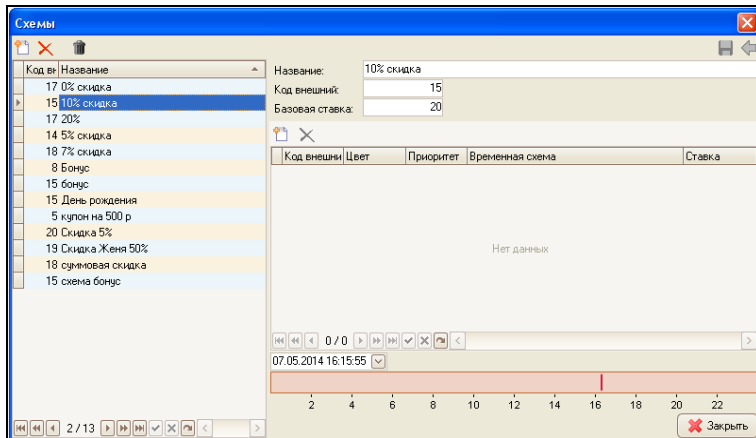 Схемы
Код вн Название
17 0% скидка
15 10% скидка
17 20%
14 5% скидка
18 7% скидка
8 Бонус
15 бонус
15 День рождения
5 купон на 500 р
20 Скидка 5%
19 Скидка Женя 50%
18 суммовая скидка
15 схема бонус
2 / 13
Название: 10% скидка
Код внешний: 15
Базовая ставка: 20
Код внешни Цвет Приоритет Временная схема Ставка
Нет данных
0 / 0
07.05.2014 16:15:55
2 4 6 8 10 12 14 16 18 20 22
Закрыть